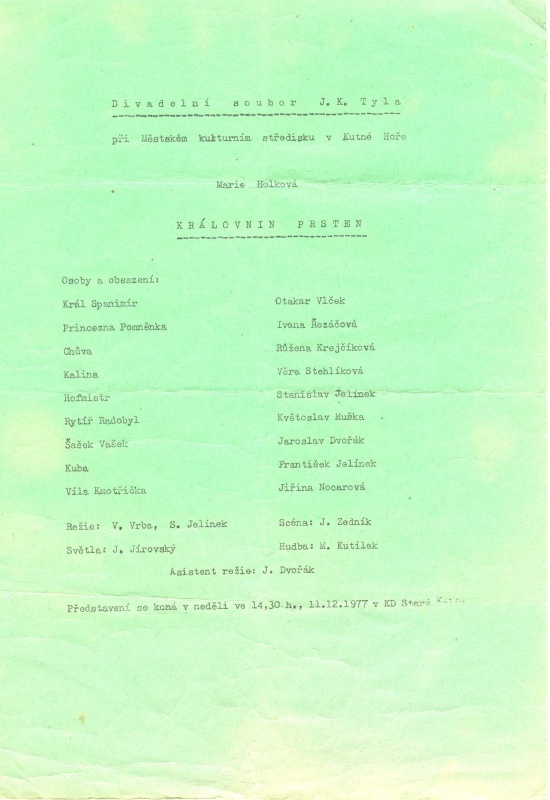 Divadelní soubor J.K. Tyla
při Městském kulturním středisku v Kutné Hoře
Marie Holková
KRÁLOVNIN PRSTEN
Osoby a obsazení:
Král Spanimír Otakar Vlček
Princezna Pomněnka Ivana Řezáčová
Chůva Růžena Krejčíková
Kalina Věra Stehlíková
Hofmistr Stanislav Jelínek
Rytíř Radobyl Květoslav Muška
Šašek Vašek Jaroslav Dvořák
Kuba František Jelínek
Víla Kmotřička Jiřina Nocarová
Režie: V. Vrba, S. Jelínek Scéna: J. Zedník
Světla: J. Jírovský Hudba: M. Kutílek
Asistent režie: J. Dvořák
Představení se koná v neděli ve 14,30 h., 11.12.1977 v KD Starý